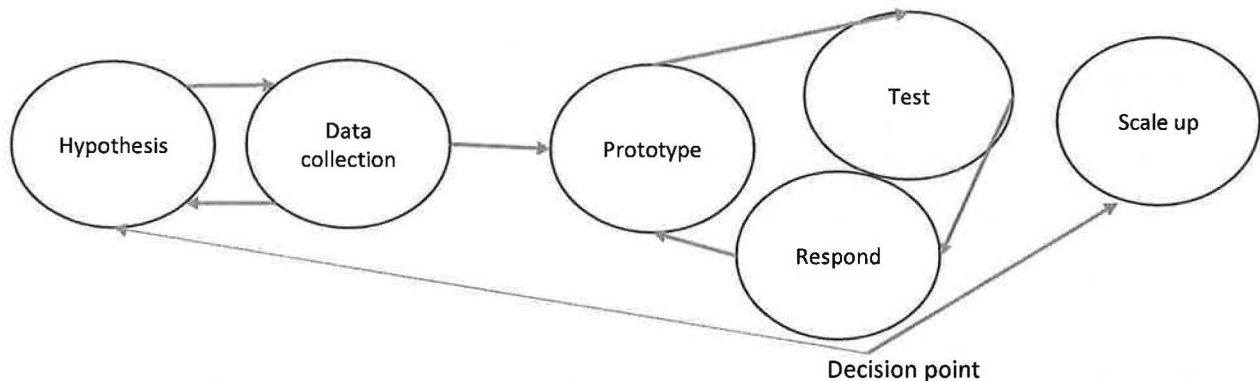 Hypothesis
Data
collection
Prototype
Test
Respond
Scale up
Decision point